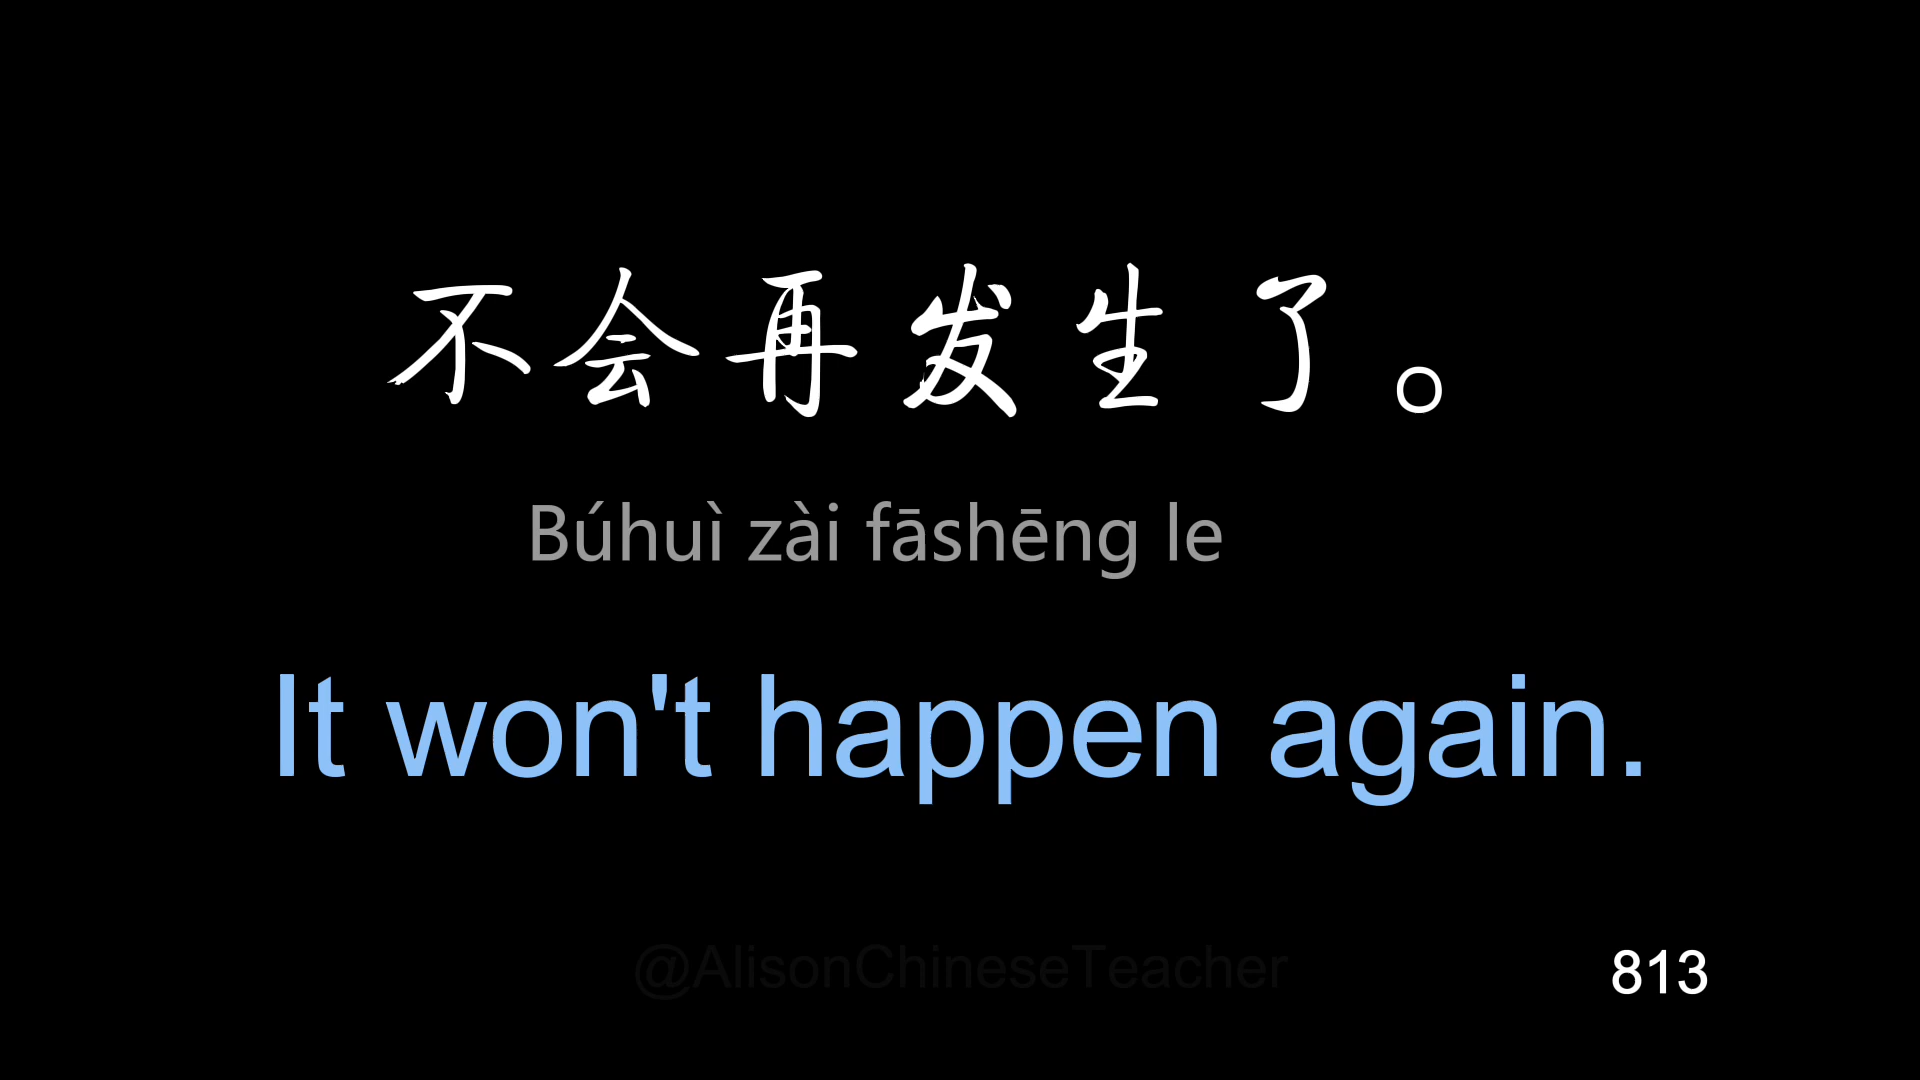 不会再发生了。
Búhuì zài fāshēng le
It won't happen again.
@AlisonChineseTeacher
813